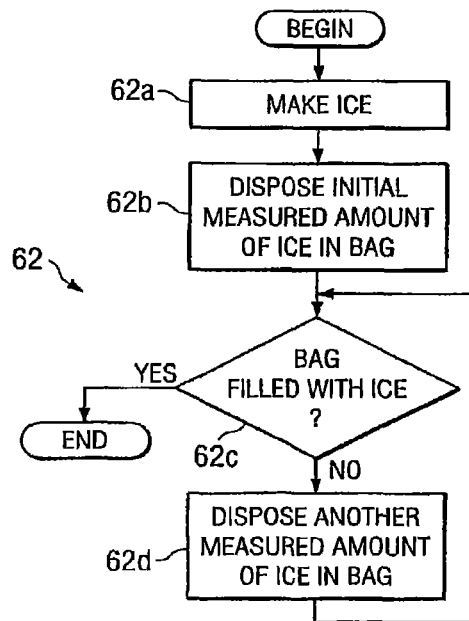 BEGIN
62a
MAKE ICE
62b
DISPOSE INITIAL
MEASURED AMOUNT
OF ICE IN BAG
62
BAG
FILLED WITH ICE
?
YES
END
62c
NO
62d
DISPOSE ANOTHER
MEASURED AMOUNT
OF ICE IN BAG